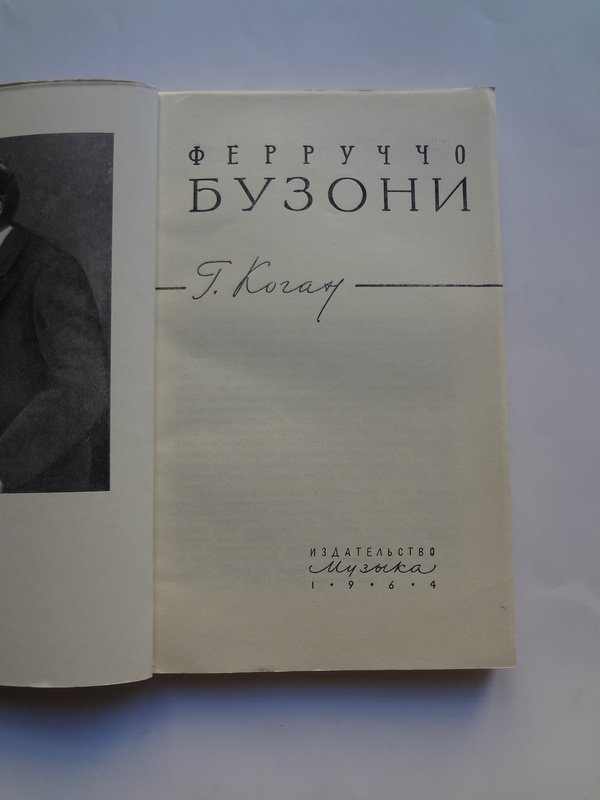 ФЕРРУЧЧО
БУЗОНИ
Г. Коган
ИЗДАТЕЛЬСТВО
Музыка
1•9•6•4